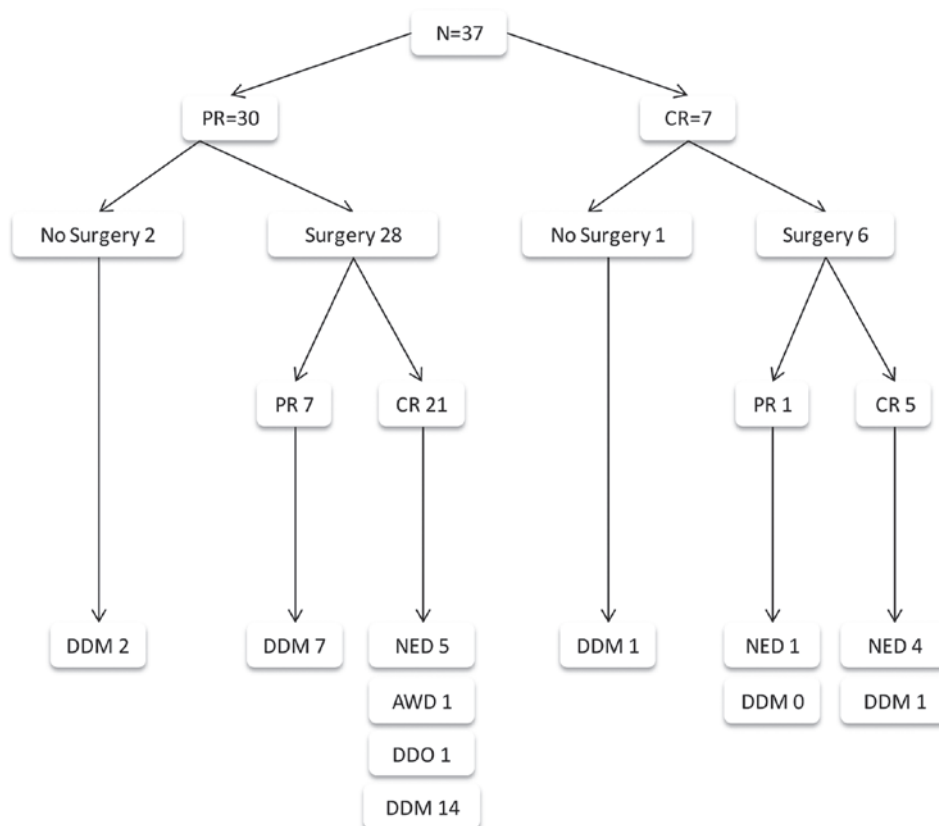 N=37
PR=30
CR=7
No Surgery 2
Surgery 28
No Surgery 1
Surgery 6
PR 7
CR 21
PR 1
CR 5
DDM 2
DDM 7
NED 5
DDM 1
NED 1
NED 4
AWD 1
DDM 0
DDM 1
DDO 1
DDM 14